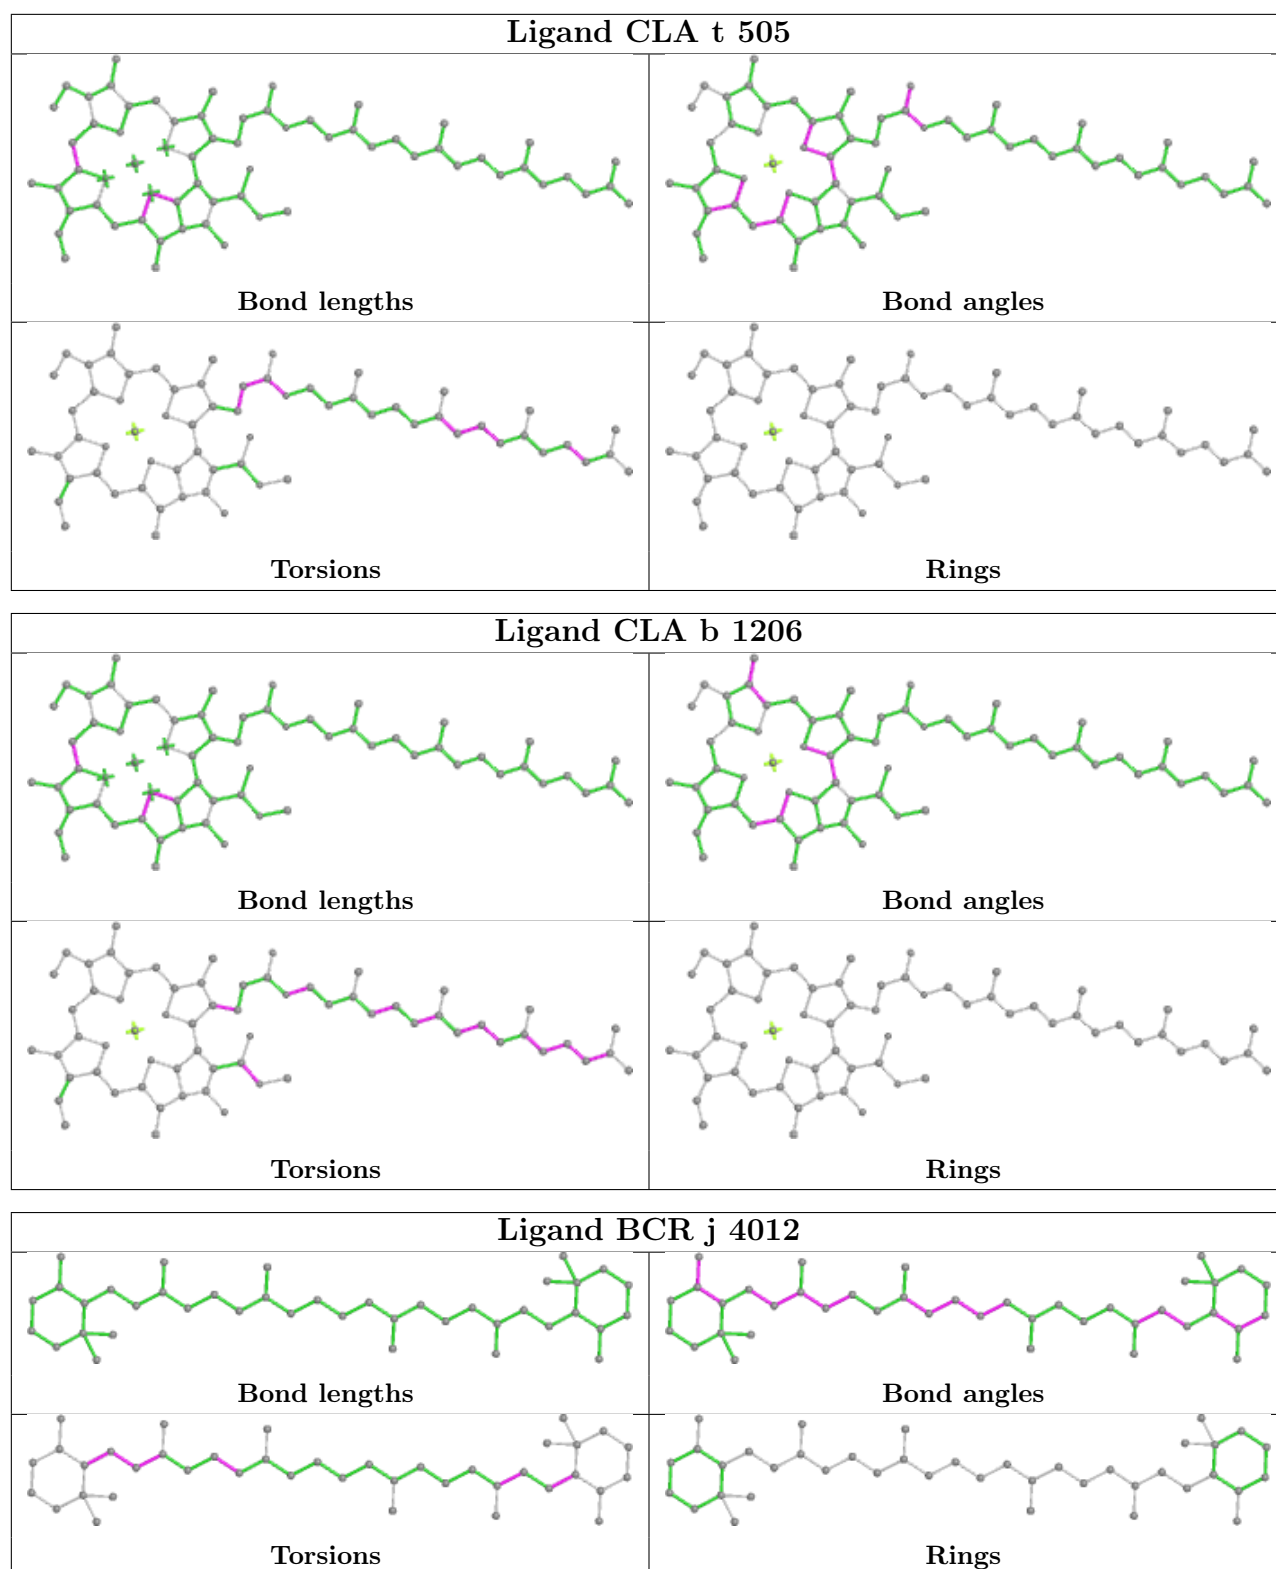 Ligand CLA t 505
Bond lengths
Bond angles
Torsions
Rings
Ligand CLA b 1206
Bond lengths
Bond angles
Torsions
Rings
Ligand BCR j 4012
Bond lengths
Bond angles
Torsions
Rings